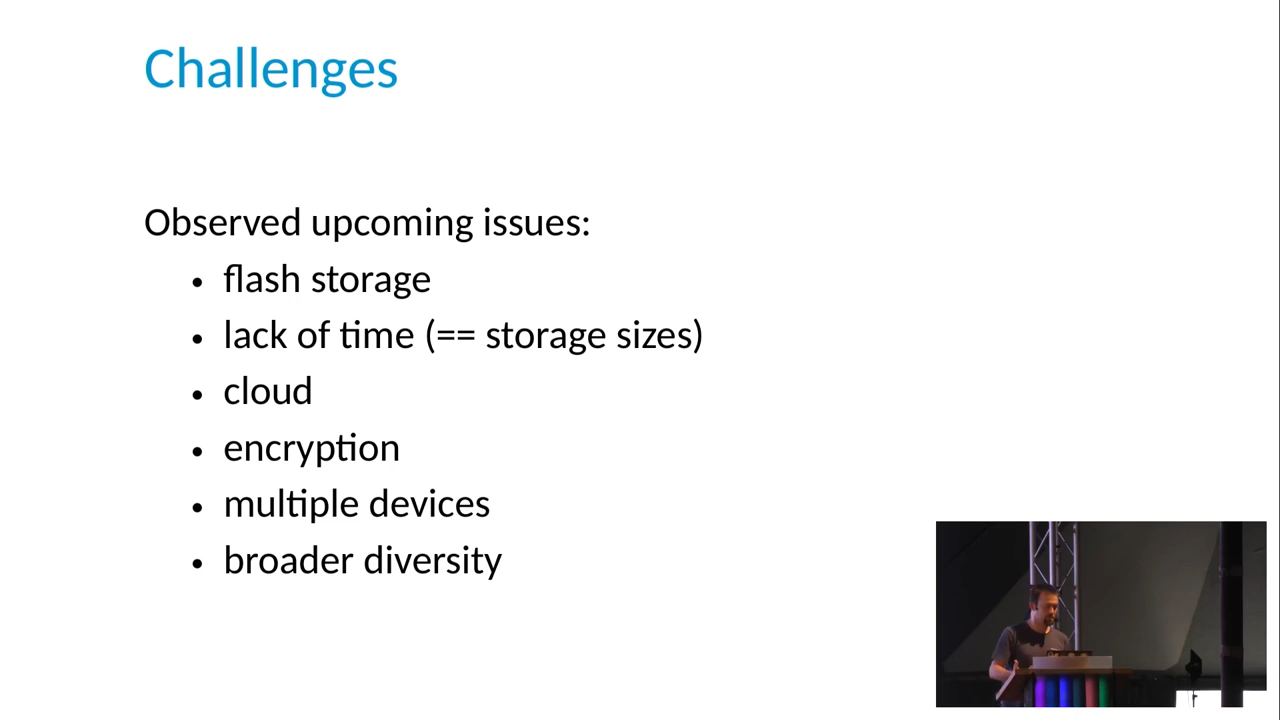 Challenges
Observed upcoming issues:
• flash storage
• lack of time (== storage sizes)
• cloud
• encryption
• multiple devices
• broader diversity